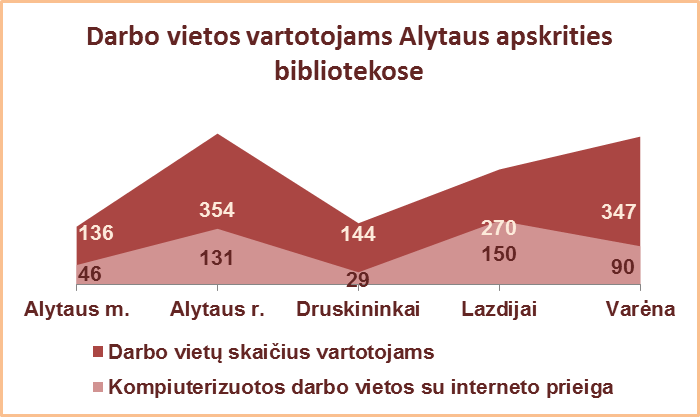 Darbo vietos vartotojams Alytaus apskrities
bibliotekose
136
354
144
270
347
46
131
29
150
90
Alytaus m.
Alytaus r.
Druskininkai
Lazdijai
Varėna
Darbo vietų skaičius vartotojams
Kompiuterizuotos darbo vietos su interneto prieiga